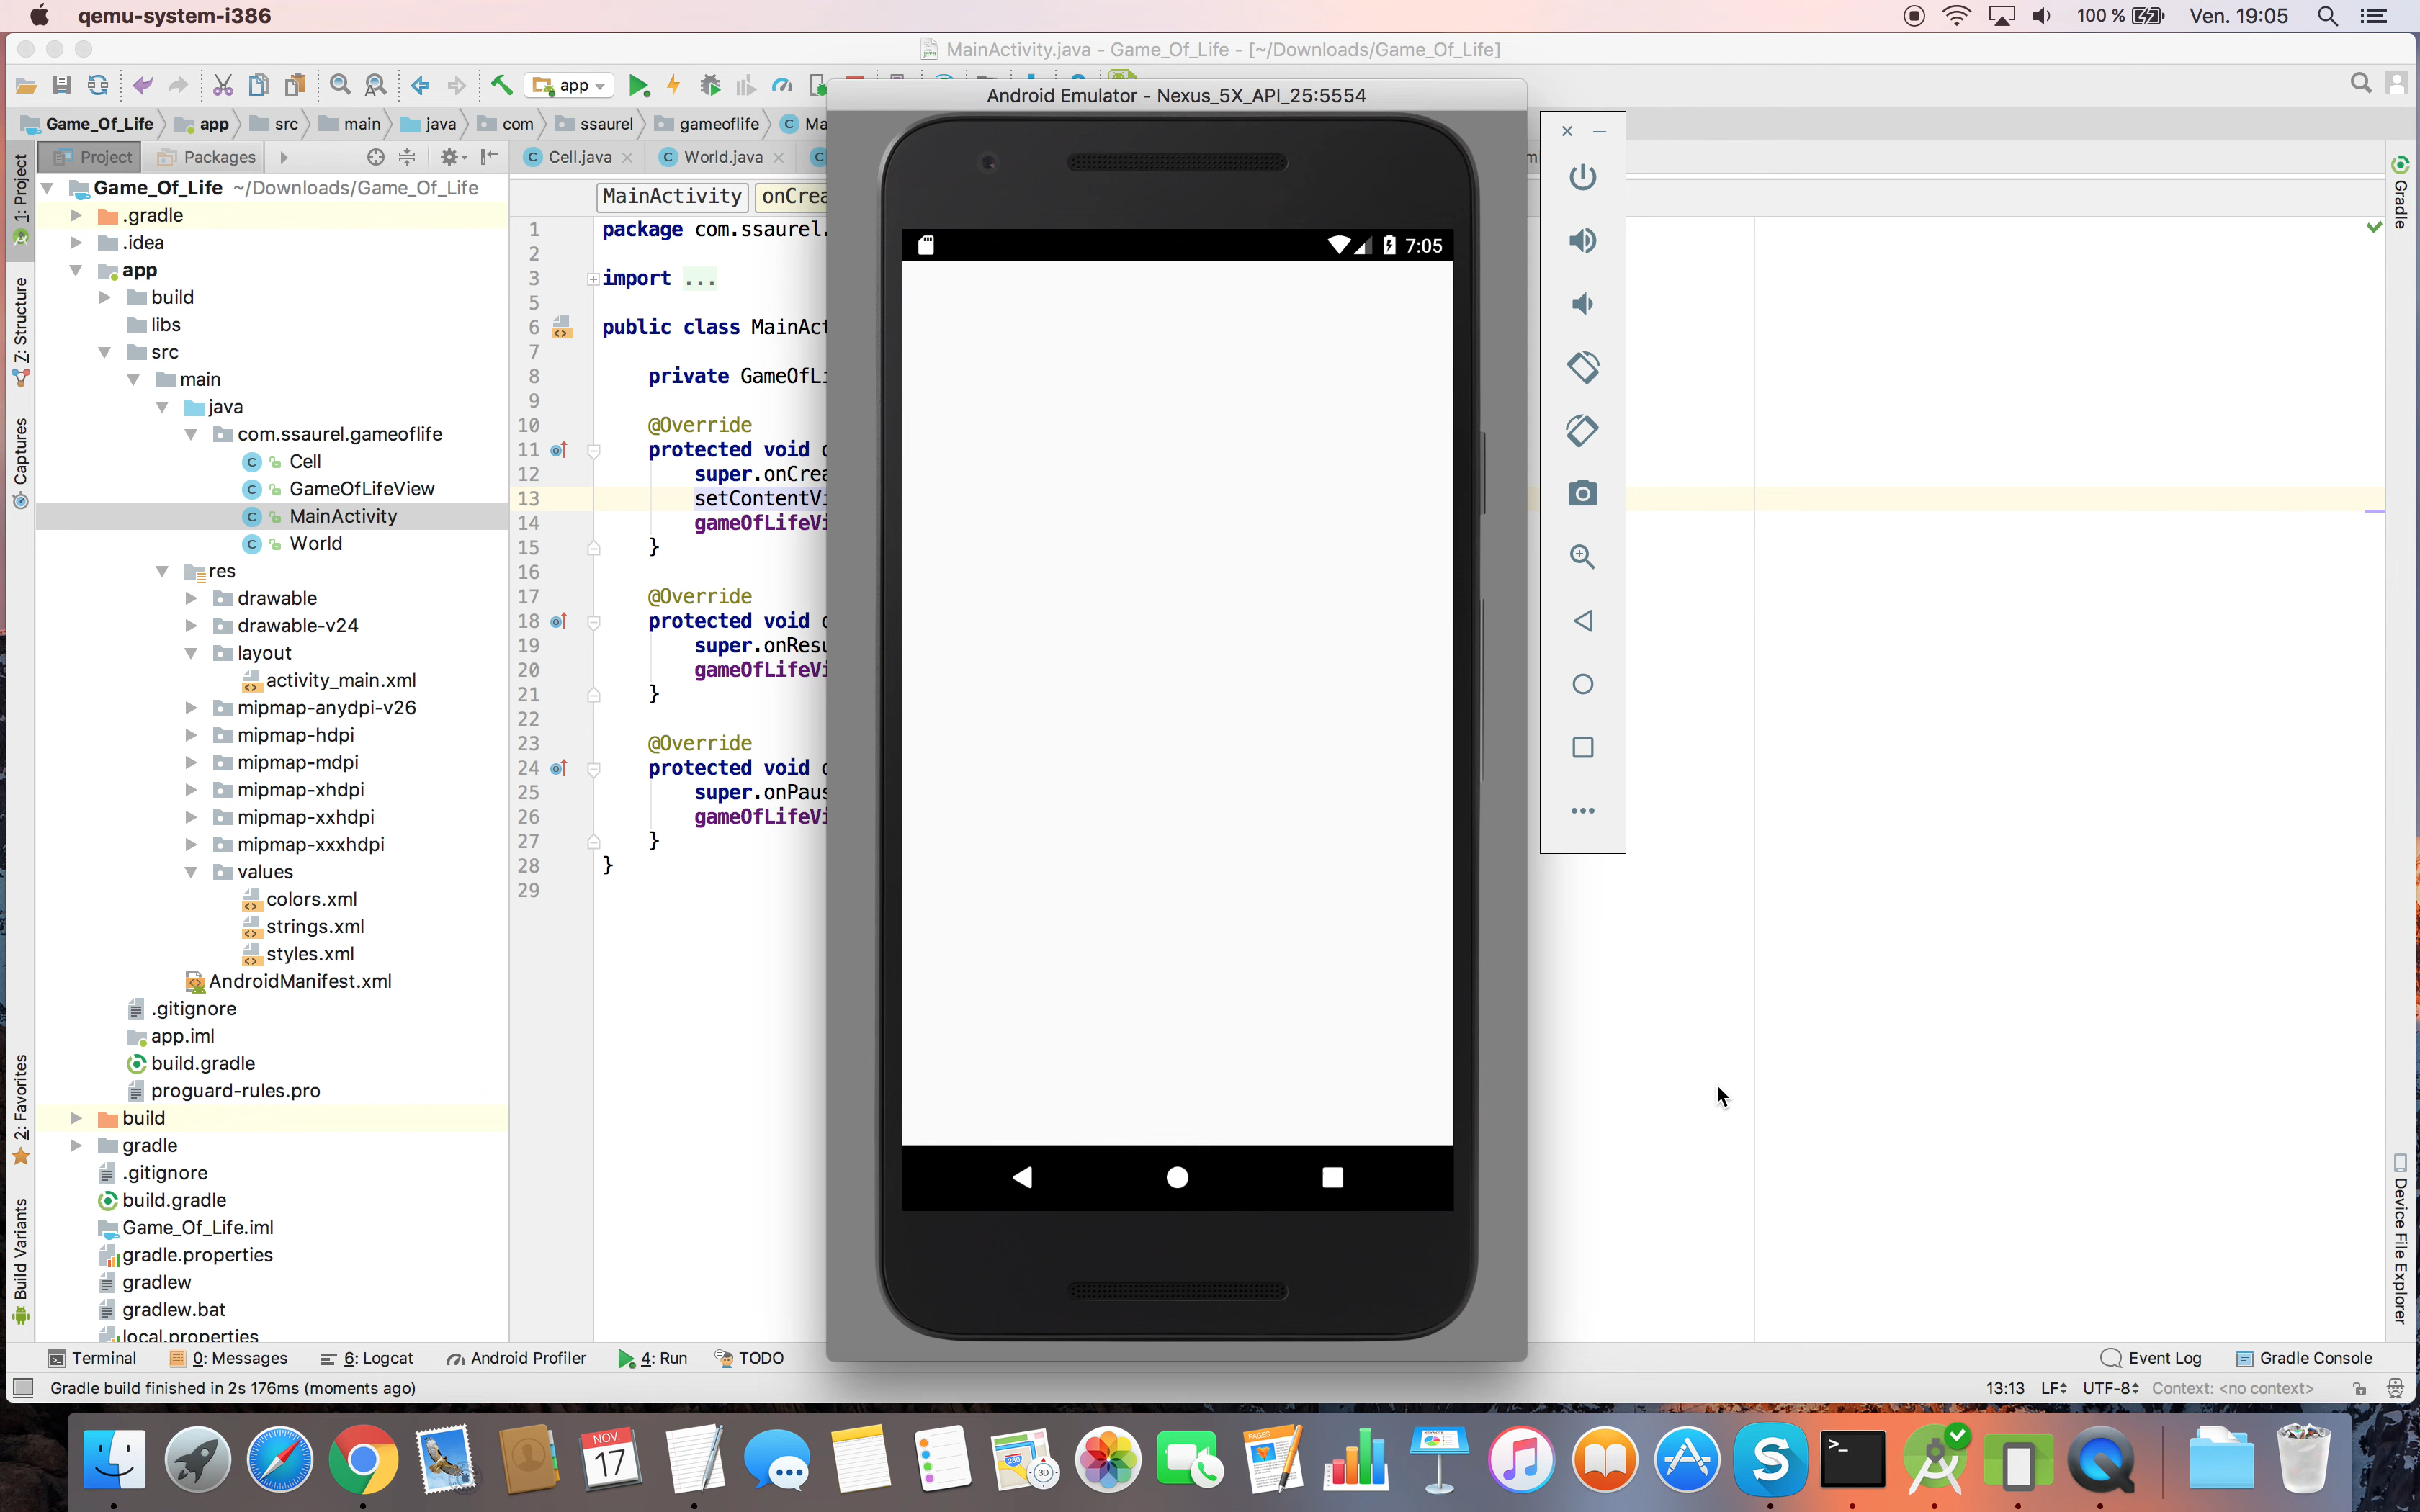 qemu-system-i386
100 %
Ven. 19:05
MainActivity.java - Game_Of_Life - [~/Downloads/Game_Of_Life]
app
Android Emulator - Nexus_5X_API_25:5554
Game_Of_Life
app
src
main
java
com
ssaurel
gameoflife
Ma
Project
Packages
Cell.java
World.java
1: Project
7: Structure
Captures
2: Favorites
Build Variants
Game_Of_Life ~/Downloads/Game_Of_Life
.gradle
.idea
app
build
libs
src
main
java
com.ssaurel.gameoflife
Cell
GameOfLifeView
MainActivity
World
res
drawable
drawable-v24
layout
activity_main.xml
mipmap-anydpi-v26
mipmap-hdpi
mipmap-mdpi
mipmap-xhdpi
mipmap-xxhdpi
mipmap-xxxhdpi
values
colors.xml
strings.xml
styles.xml
AndroidManifest.xml
.gitignore
app.iml
build.gradle
proguard-rules.pro
build
gradle
.gitignore
build.gradle
Game_Of_Life.iml
gradle.properties
gradlew
gradlew.bat
local.properties
MainActivity
onCrea
1 package com.ssaurel.
2
3 import ...
5
6 public class MainAct
7
8 private GameOfLi
9
10 @Override
11 protected void o
12 super.onCrea
13 setContentVi
14 gameOfLifeVi
15 }
16
17 @Override
18 protected void o
19 super.onResu
20 gameOfLifeVi
21 }
22
23 @Override
24 protected void o
25 super.onPaus
26 gameOfLifeVi
27 }
28 }
29
7:05
Gradle
Device File Explorer
Terminal
0: Messages
6: Logcat
Android Profiler
4: Run
TODO
Event Log
Gradle Console
Gradle build finished in 2s 176ms (moments ago)
13:13
LF
UTF-8
Context: <no context>
NOV.
17
280
3D
PAGES
>_